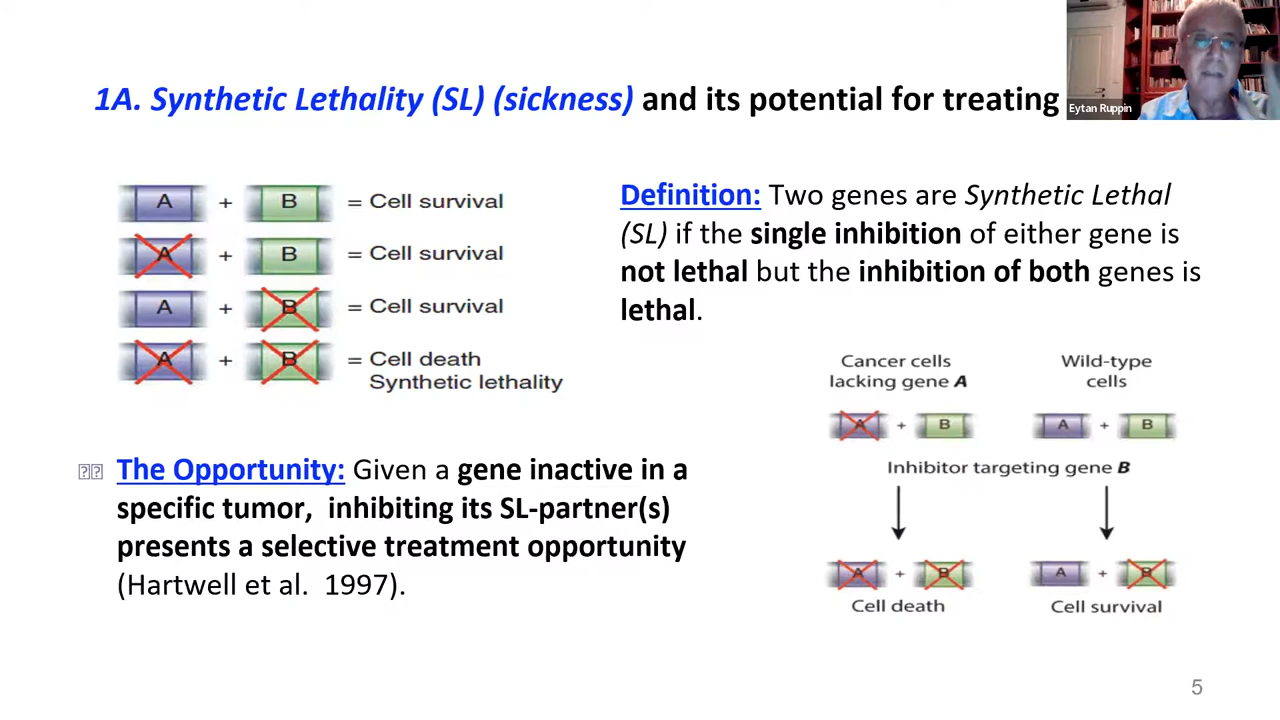 1A. Synthetic Lethality (SL) (sickness) and its potential for treating
Eytan Ruppin
A + B = Cell survival
A + B = Cell survival
A + B = Cell survival
A + B = Cell death
Synthetic lethality
Definition: Two genes are Synthetic Lethal
(SL) if the single inhibition of either gene is
not lethal but the inhibition of both genes is
lethal.
The Opportunity: Given a gene inactive in a
specific tumor, inhibiting its SL-partner(s)
presents a selective treatment opportunity
(Hartwell et al. 1997).
Cancer cells
lacking gene A
Wild-type
cells
A + B
A + B
Inhibitor targeting gene B
A + B
A + B
Cell death
Cell survival
5